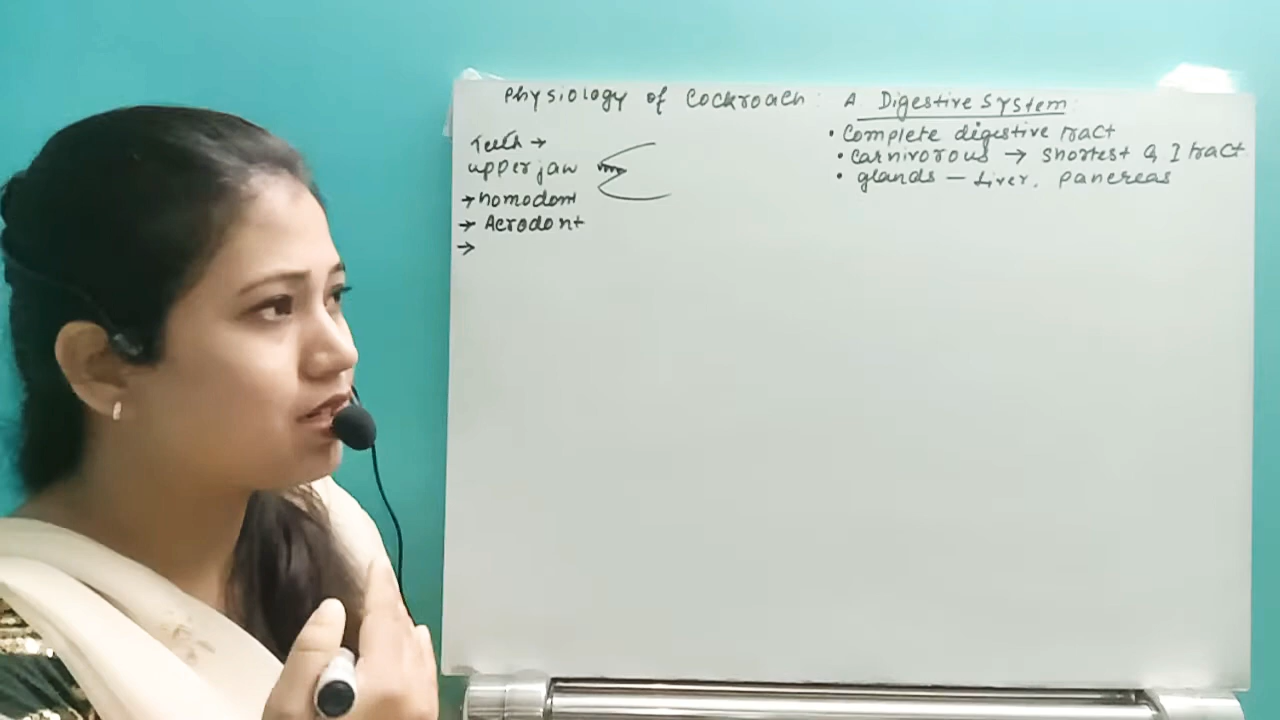 Physiology of Cockroach: A Digestive System:
• Complete digestive tract
• carnivorous → shortest G I tract
• glands — Liver, pancreas
Teeth →
upper jaw
→ homodont
→ Acrodont
→